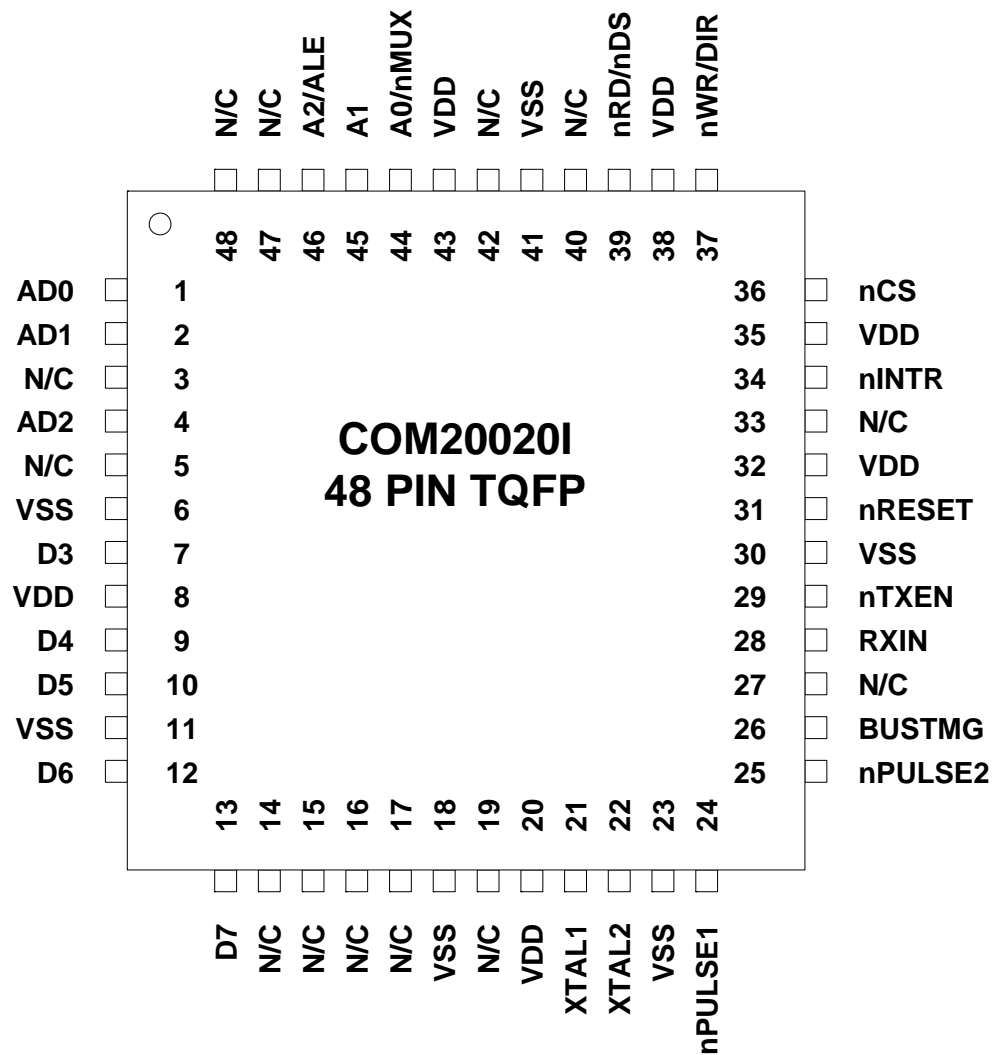 N/C
N/C
A2/ALE
A1
A0/nMUX
VDD
N/C
VSS
N/C
nRD/nDS
VDD
nWR/DIR
48
47
46
45
44
43
42
41
40
39
38
37
AD0 1
AD1 2
N/C 3
AD2 4
N/C 5
VSS 6
D3 7
VDD 8
D4 9
D5 10
VSS 11
D6 12
COM20020I
48 PIN TQFP
36 nCS
35 VDD
34 nINTR
33 N/C
32 VDD
31 nRESET
30 VSS
29 nTXEN
28 RXIN
27 N/C
26 BUSTMG
25 nPULSE2
13
14
15
16
17
18
19
20
21
22
23
24
D7
N/C
N/C
N/C
N/C
VSS
N/C
VDD
XTAL1
XTAL2
VSS
nPULSE1